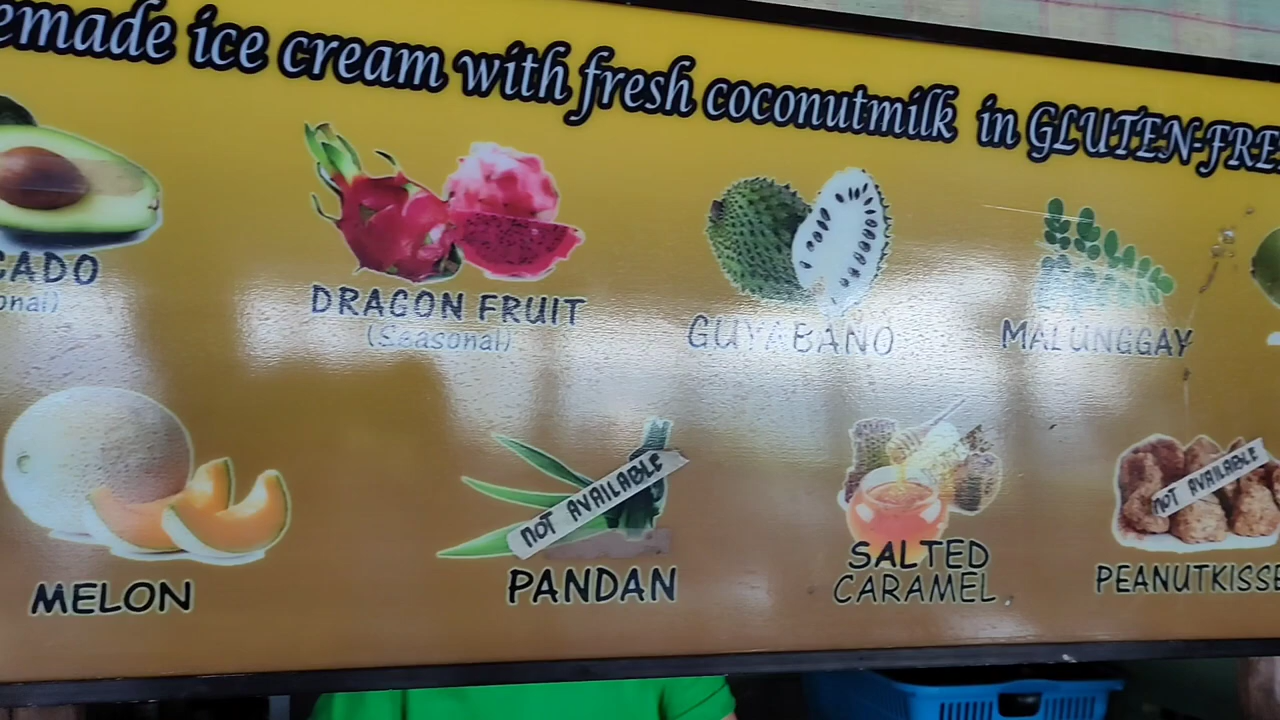 emade ice cream with fresh coconutmilk in GLUTEN-FRE
CADO
onal)
DRAGON FRUIT
(Seasonal)
GUYABANO
MALUNGGAY
MELON
NOT AVAILABLE
PANDAN
SALTED
CARAMEL
NOT AVAILABLE
PEANUTKISSE